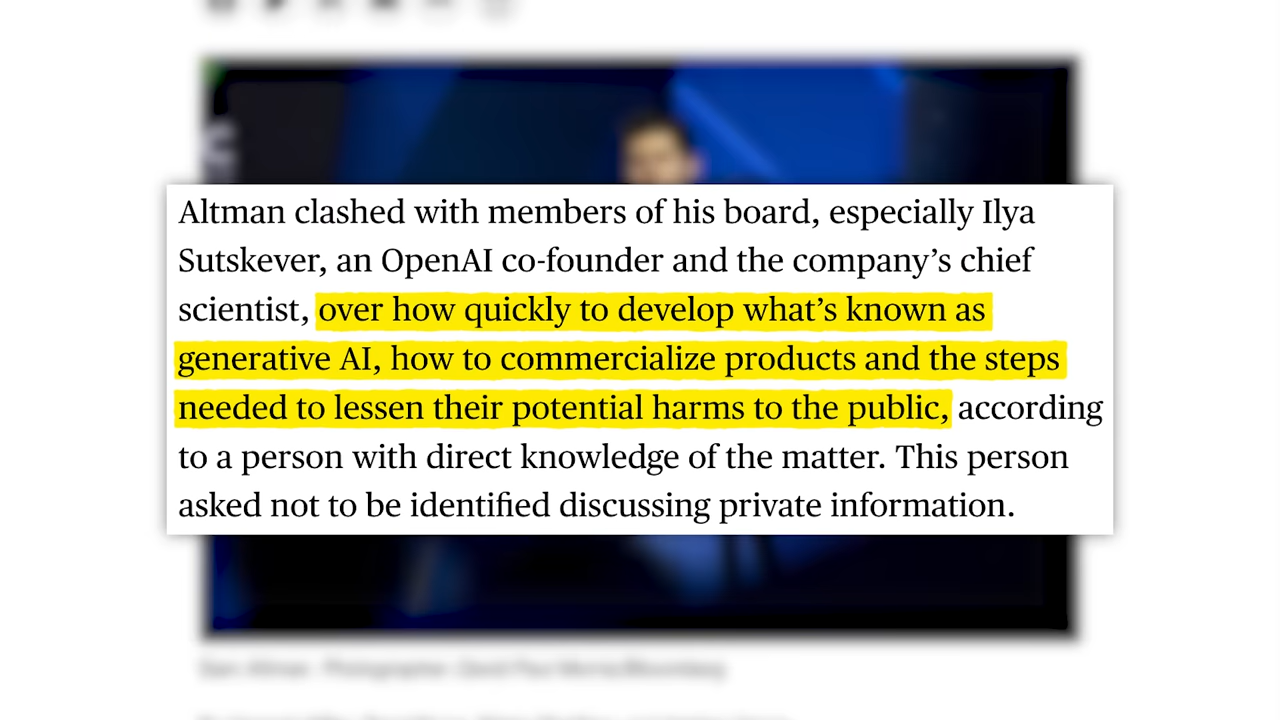 Altman clashed with members of his board, especially Ilya
Sutskever, an OpenAI co-founder and the company’s chief
scientist, over how quickly to develop what’s known as
generative AI, how to commercialize products and the steps
needed to lessen their potential harms to the public, according
to a person with direct knowledge of the matter. This person
asked not to be identified discussing private information.